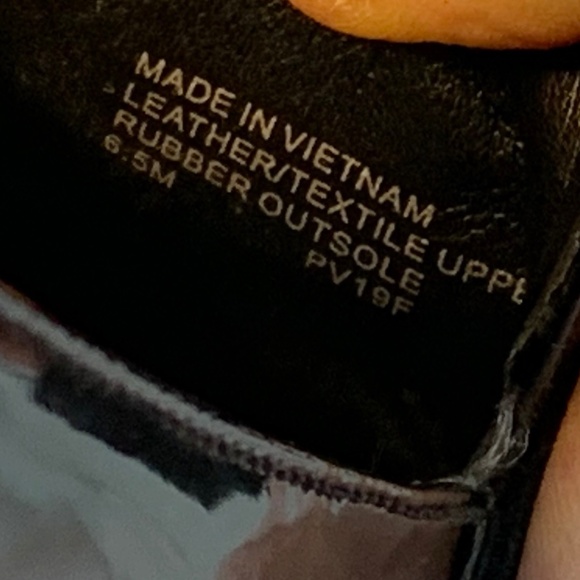 MADE IN VIETNAM
LEATHER/TEXTILE UPPE
RUBBER OUTSOLE
6.5M PV19F